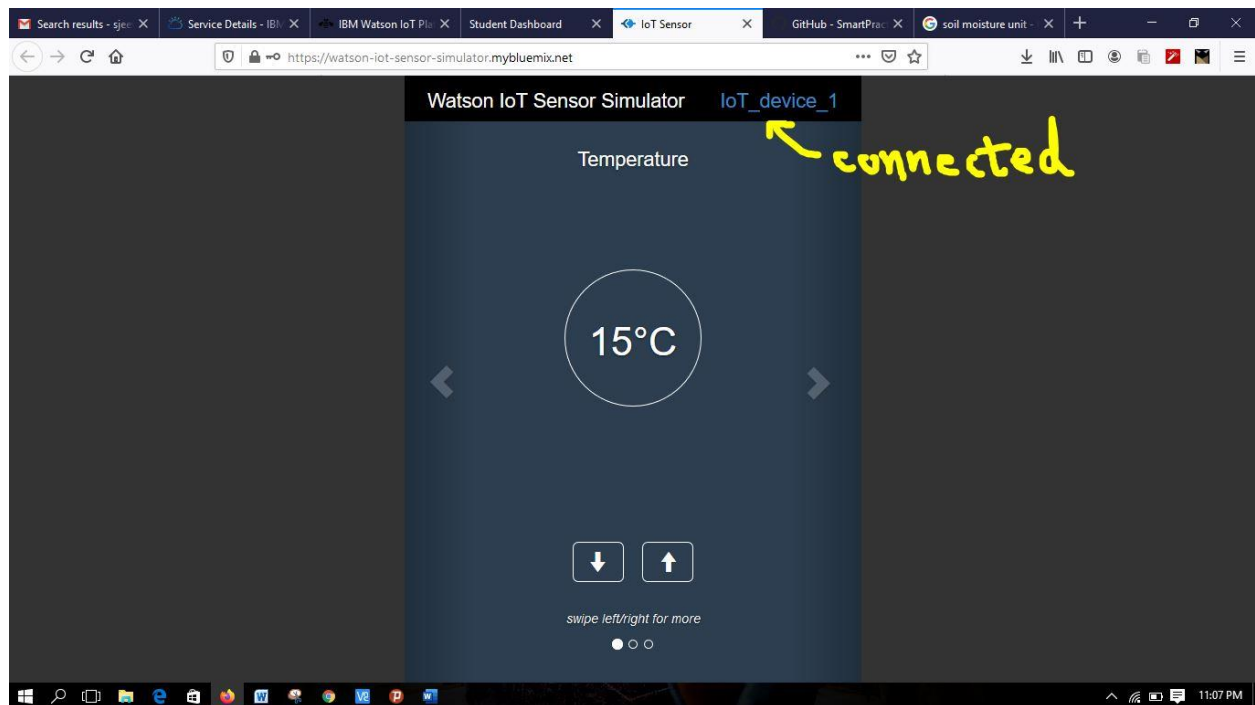 Search results - sjee
Service Details - IBM
IBM Watson IoT Pla
Student Dashboard
IoT Sensor
GitHub - SmartPrac
soil moisture unit -
https://watson-iot-sensor-simulator.mybluemix.net
Watson IoT Sensor Simulator IoT_device_1
connected
Temperature
15°C
swipe left/right for more
11:07 PM